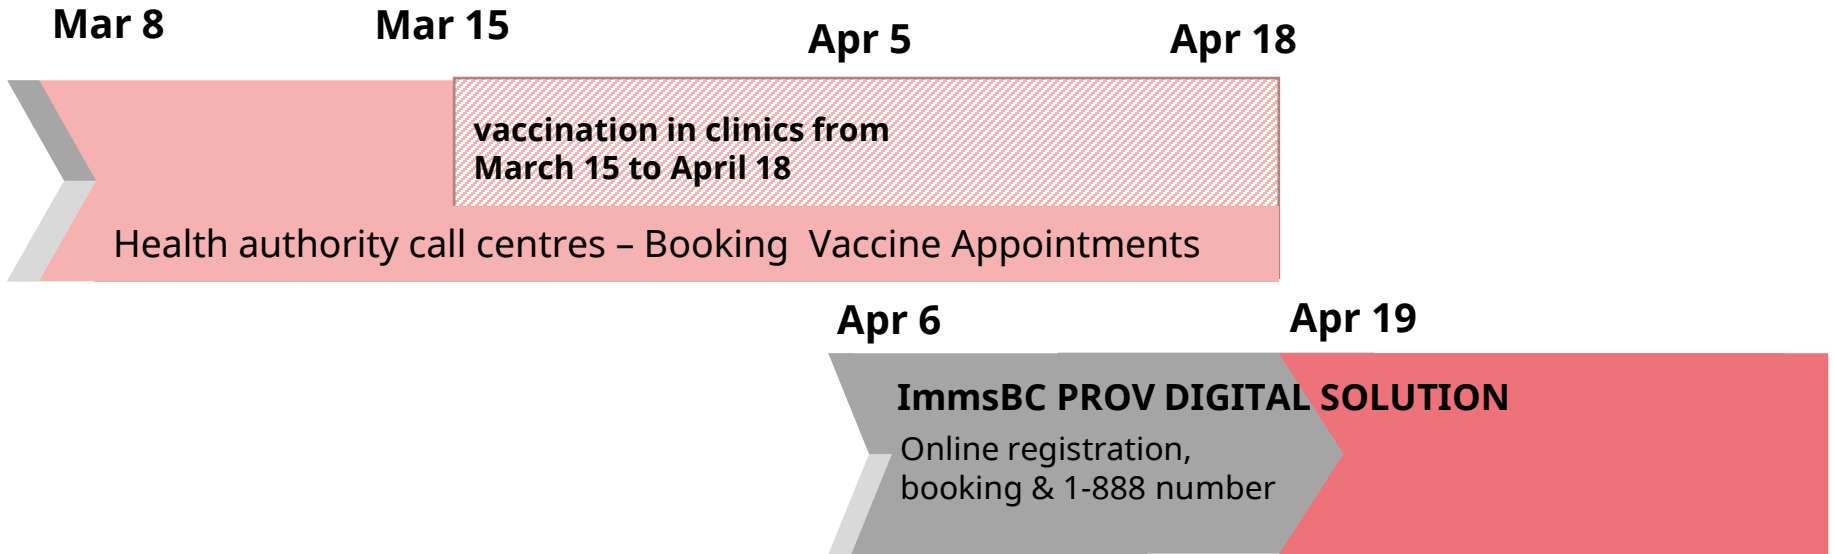 Mar 8
Mar 15
Apr 5
Apr 18
vaccination in clinics from
March 15 to April 18
Health authority call centres – Booking  Vaccine Appointments
Apr 6
Apr 19
ImmsBC PROV DIGITAL SOLUTION
Online registration,
booking & 1-888 number